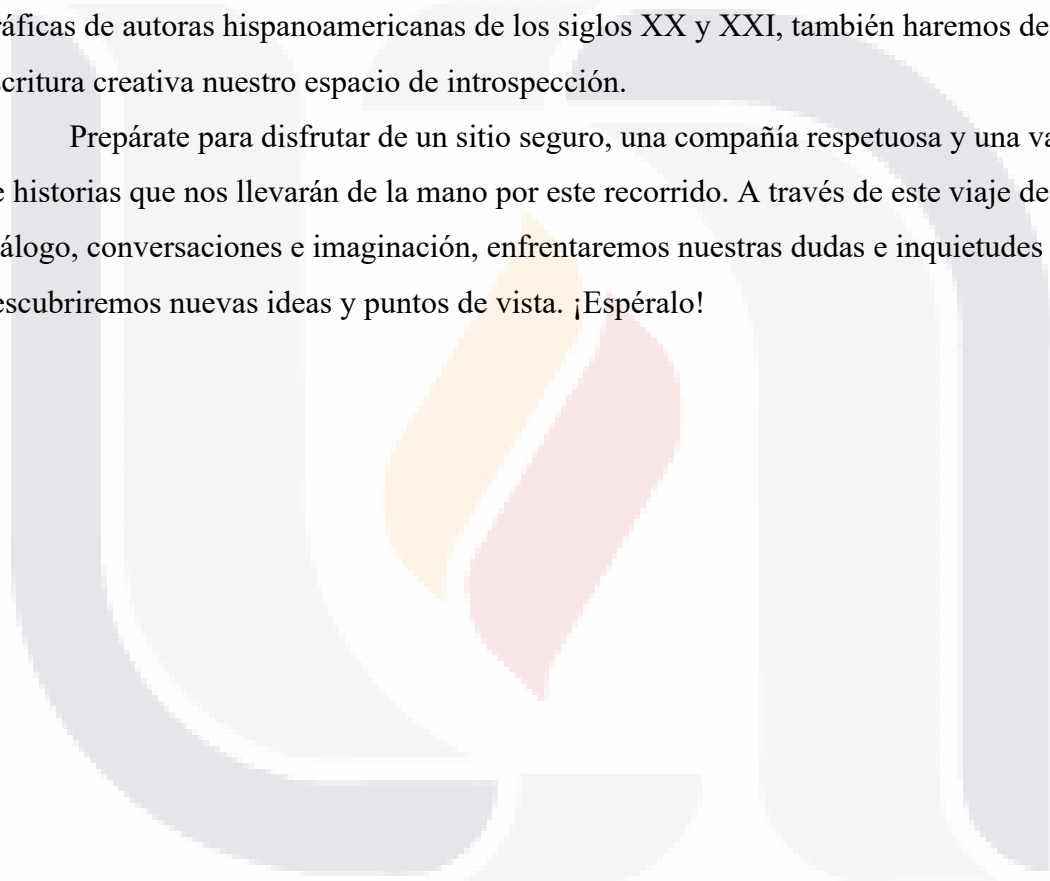 ráficas de autoras hispanoamericanas de los siglos XX y XXI, también haremos de
scritura creativa nuestro espacio de introspección.
Prepárate para disfrutar de un sitio seguro, una compañía respetuosa y una va
e historias que nos llevarán de la mano por este recorrido. A través de este viaje de
álogo, conversaciones e imaginación, enfrentaremos nuestras dudas e inquietudes
escubriremos nuevas ideas y puntos de vista. ¡Espéralo!